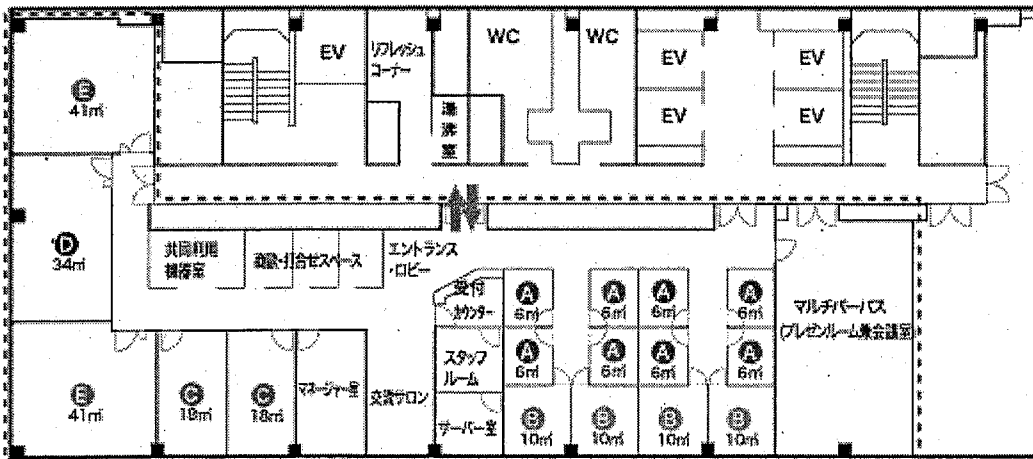 EV
リフレッシュ
コーナー
WC
WC
EV
EV
E
41㎡
湯沸室
EV
EV
D
34㎡
共同利用
機器室
商談・打合せスペース
エントランス
・ロビー
受付
カウンター
A
6㎡
A
6㎡
A
6㎡
A
6㎡
マルチパーパス
(プレゼンルーム兼会議室)
スタッフ
ルーム
A
6㎡
A
6㎡
A
6㎡
A
6㎡
E
41㎡
C
18㎡
C
18㎡
マネージャー室
交流サロン
サーバー室
B
10㎡
B
10㎡
B
10㎡
B
10㎡